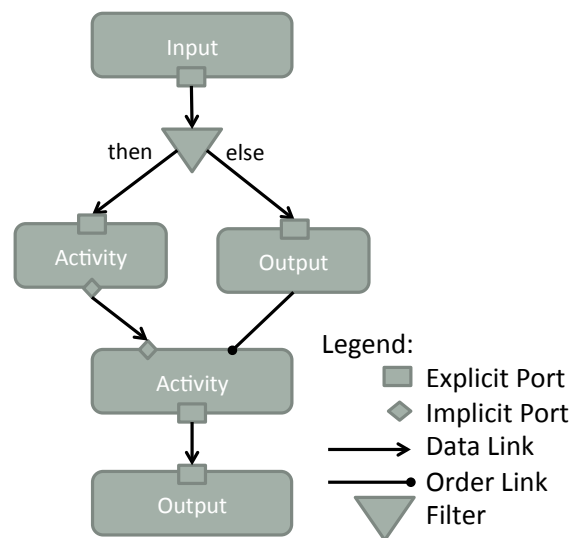 Input
then
else
Activity
Output
Legend:
Explicit Port
Activity
Implicit Port
Data Link
Order Link
Output
Filter